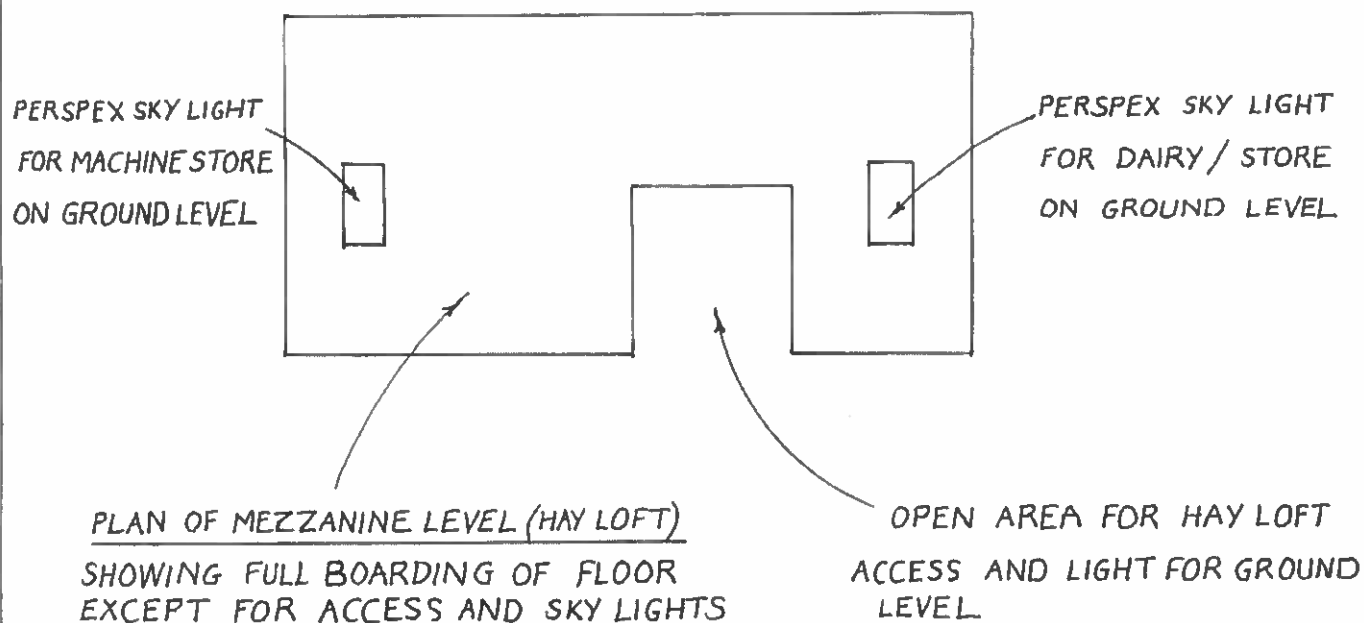 PERSPEX SKY LIGHT
FOR MACHINE STORE
ON GROUND LEVEL
PERSPEX SKY LIGHT
FOR DAIRY / STORE
ON GROUND LEVEL
PLAN OF MEZZANINE LEVEL (HAY LOFT)
SHOWING FULL BOARDING OF FLOOR
EXCEPT FOR ACCESS AND SKY LIGHTS
OPEN AREA FOR HAY LOFT
ACCESS AND LIGHT FOR GROUND
LEVEL